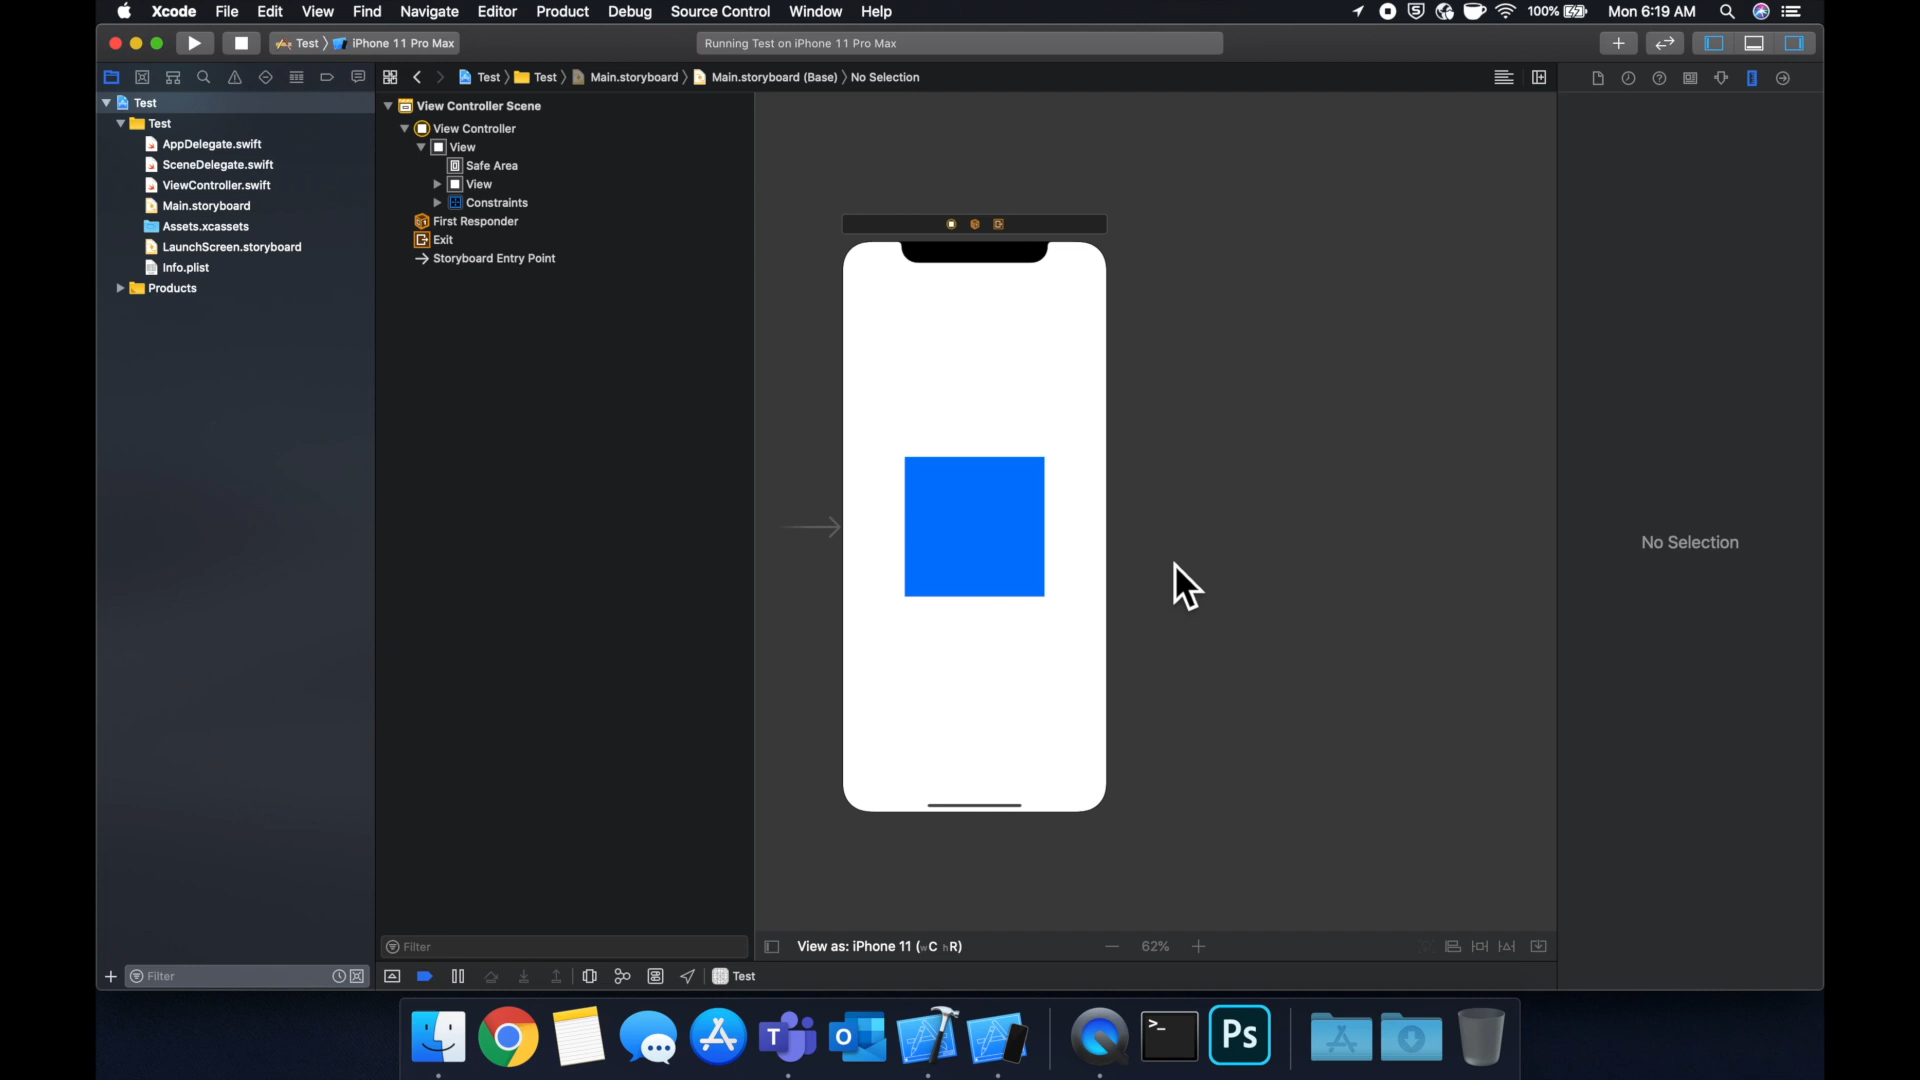 Xcode File Edit View Find Navigate Editor Product Debug Source Control Window Help 100% Mon 6:19 AM
Test 〉 iPhone 11 Pro Max Running Test on iPhone 11 Pro Max
Test 〉 Test 〉 Main.storyboard 〉 Main.storyboard (Base) 〉 No Selection
Test
Test
AppDelegate.swift
SceneDelegate.swift
ViewController.swift
Main.storyboard
Assets.xcassets
LaunchScreen.storyboard
Info.plist
Products
View Controller Scene
View Controller
View
Safe Area
View
Constraints
First Responder
Exit
Storyboard Entry Point
No Selection
Filter
View as: iPhone 11 (wC hR) 62%
Filter
Test
T
O
>_
Ps